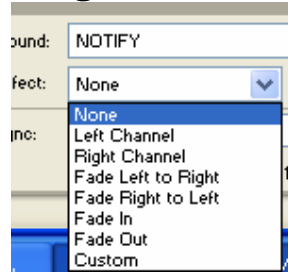 ound: NOTIFY
fect: None
None
ync:
Left Channel
Right Channel
Fade Left to Right
Fade Right to Left
Fade In
Fade Out
Custom